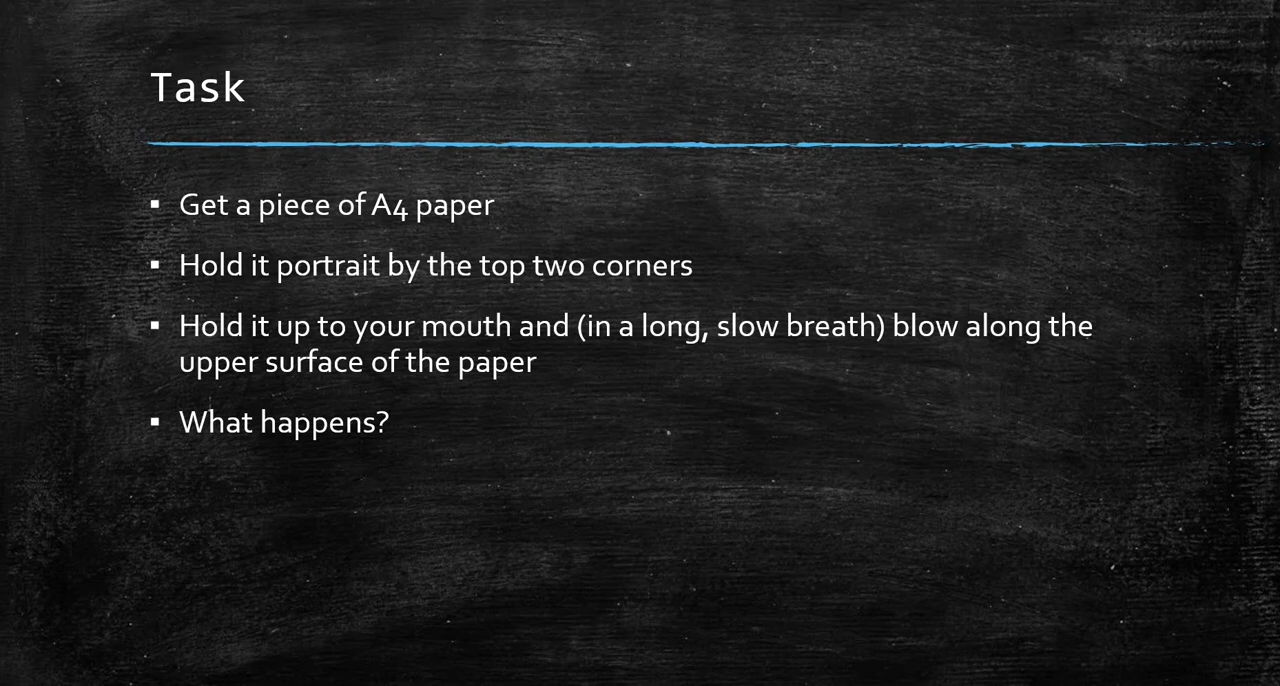 Task
▪ Get a piece of A4 paper
▪ Hold it portrait by the top two corners
▪ Hold it up to your mouth and (in a long, slow breath) blow along the
upper surface of the paper
▪ What happens?